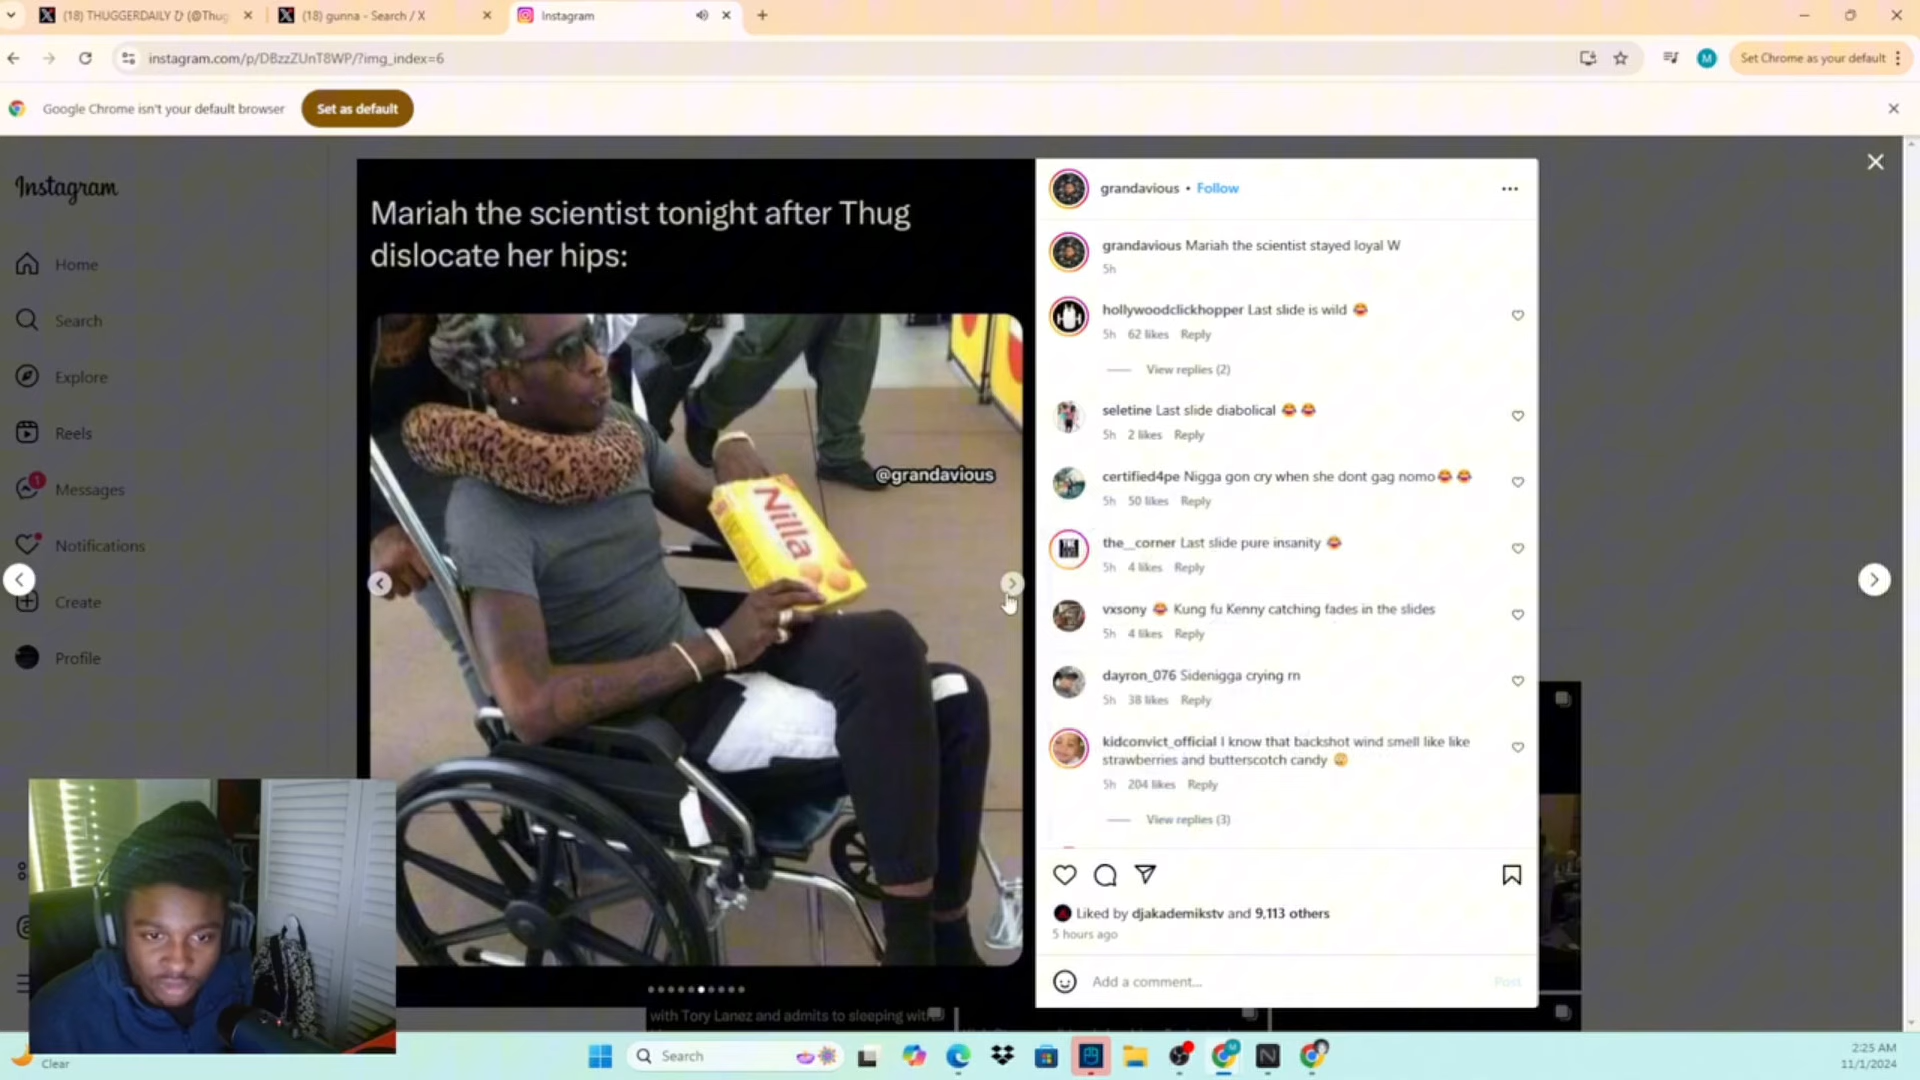 (18) THUGGERDAILY ひ (@Thug
(18) gunna - Search / X
Instagram
instagram.com/p/DBzzZUnT8WP/?img_index=6
M
Set Chrome as your default
Google Chrome isn't your default browser
Set as default
Instagram
Home
Search
Explore
Reels
1
Messages
Notifications
Create
Profile
Mariah the scientist tonight after Thug
dislocate her hips:
@grandavious
Nilla
grandavious • Follow
grandavious Mariah the scientist stayed loyal W
5h
hollywoodclickhopper Last slide is wild 😂
5h 62 likes Reply
View replies (2)
seletine Last slide diabolical 😂😂
5h 2 likes Reply
certified4pe Nigga gon cry when she dont gag nomo😂😂
5h 50 likes Reply
the__corner Last slide pure insanity 😂
5h 4 likes Reply
vxsony 😂 Kung fu Kenny catching fades in the slides
5h 4 likes Reply
dayron_076 Sidenigga crying rn
5h 38 likes Reply
kidconvict_official I know that backshot wind smell like like
strawberries and butterscotch candy
5h 204 likes Reply
View replies (3)
Liked by djakademikstv and 9,113 others
5 hours ago
Add a comment...
Post
with Tory Lanez and admits to sleeping with
Clear
Search
2:25 AM
11/1/2024